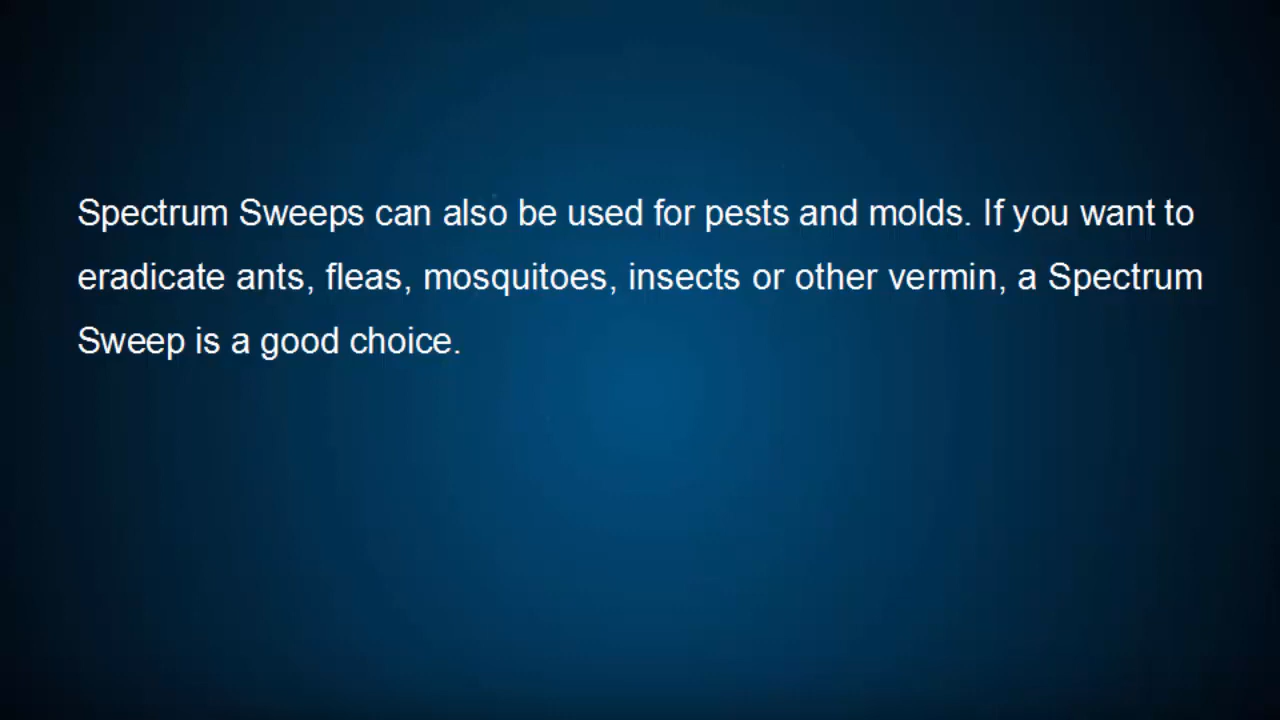 Spectrum Sweeps can also be used for pests and molds. If you want to
eradicate ants, fleas, mosquitoes, insects or other vermin, a Spectrum
Sweep is a good choice.